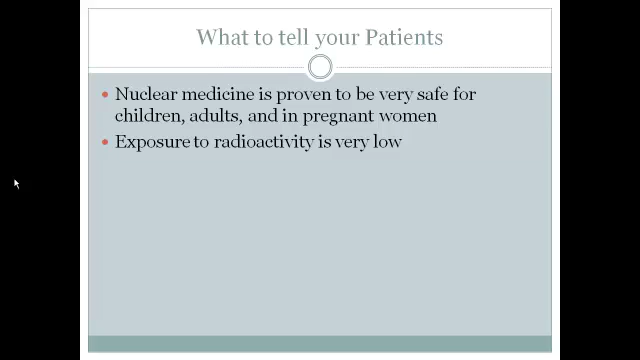 What to tell your Patients
Nuclear medicine is proven to be very safe for
children, adults, and in pregnant women
Exposure to radioactivity is very low